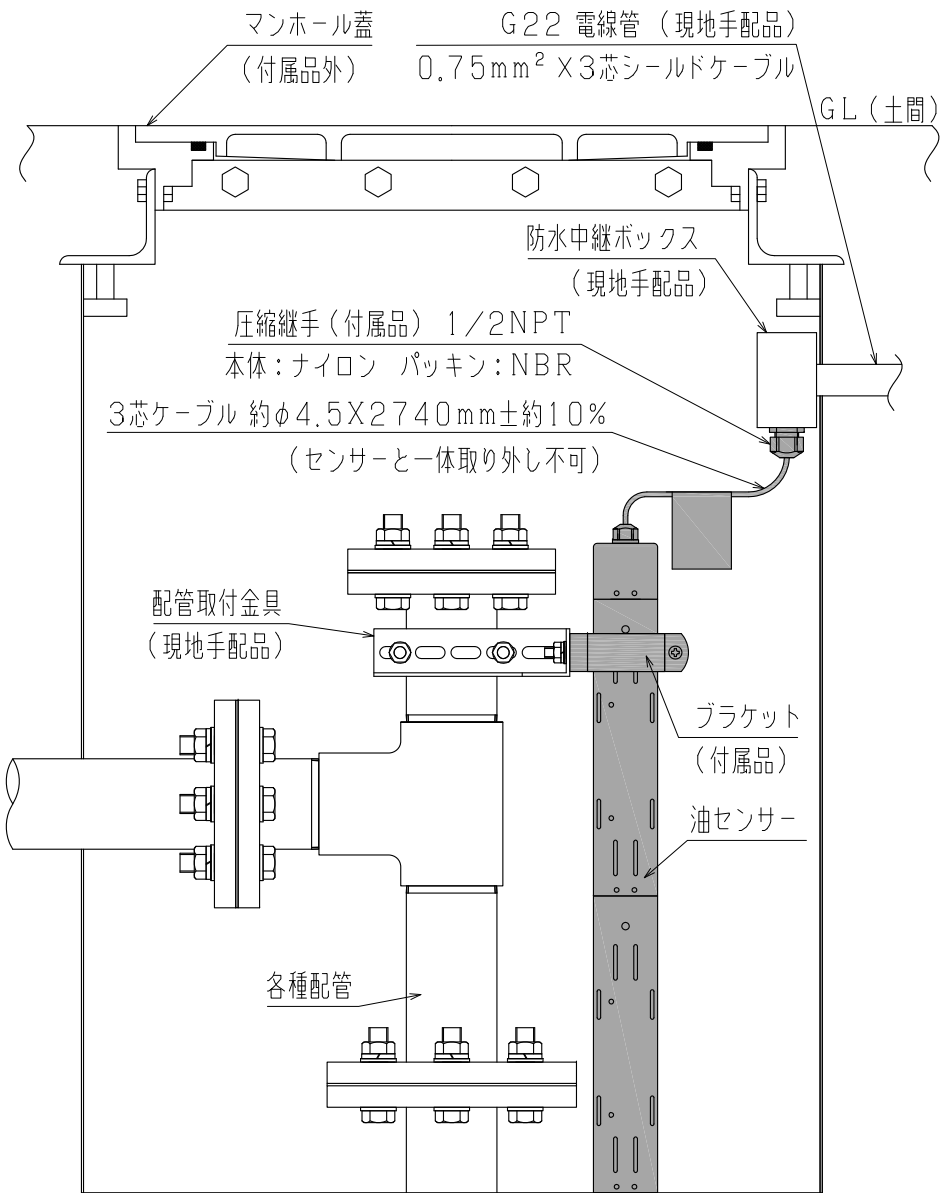 マンホール蓋
(付属品外)
G22 電線管 (現地手配品)
0.75mm² X3芯シールドケーブル
GL(土間)
防水中継ボックス
(現地手配品)
圧縮継手(付属品) 1/2NPT
本体:ナイロン パッキン:NBR
3芯ケーブル 約φ4.5X2740mm±約10%
(センサーと一体取り外し不可)
配管取付金具
(現地手配品)
ブラケット
(付属品)
油センサー
各種配管